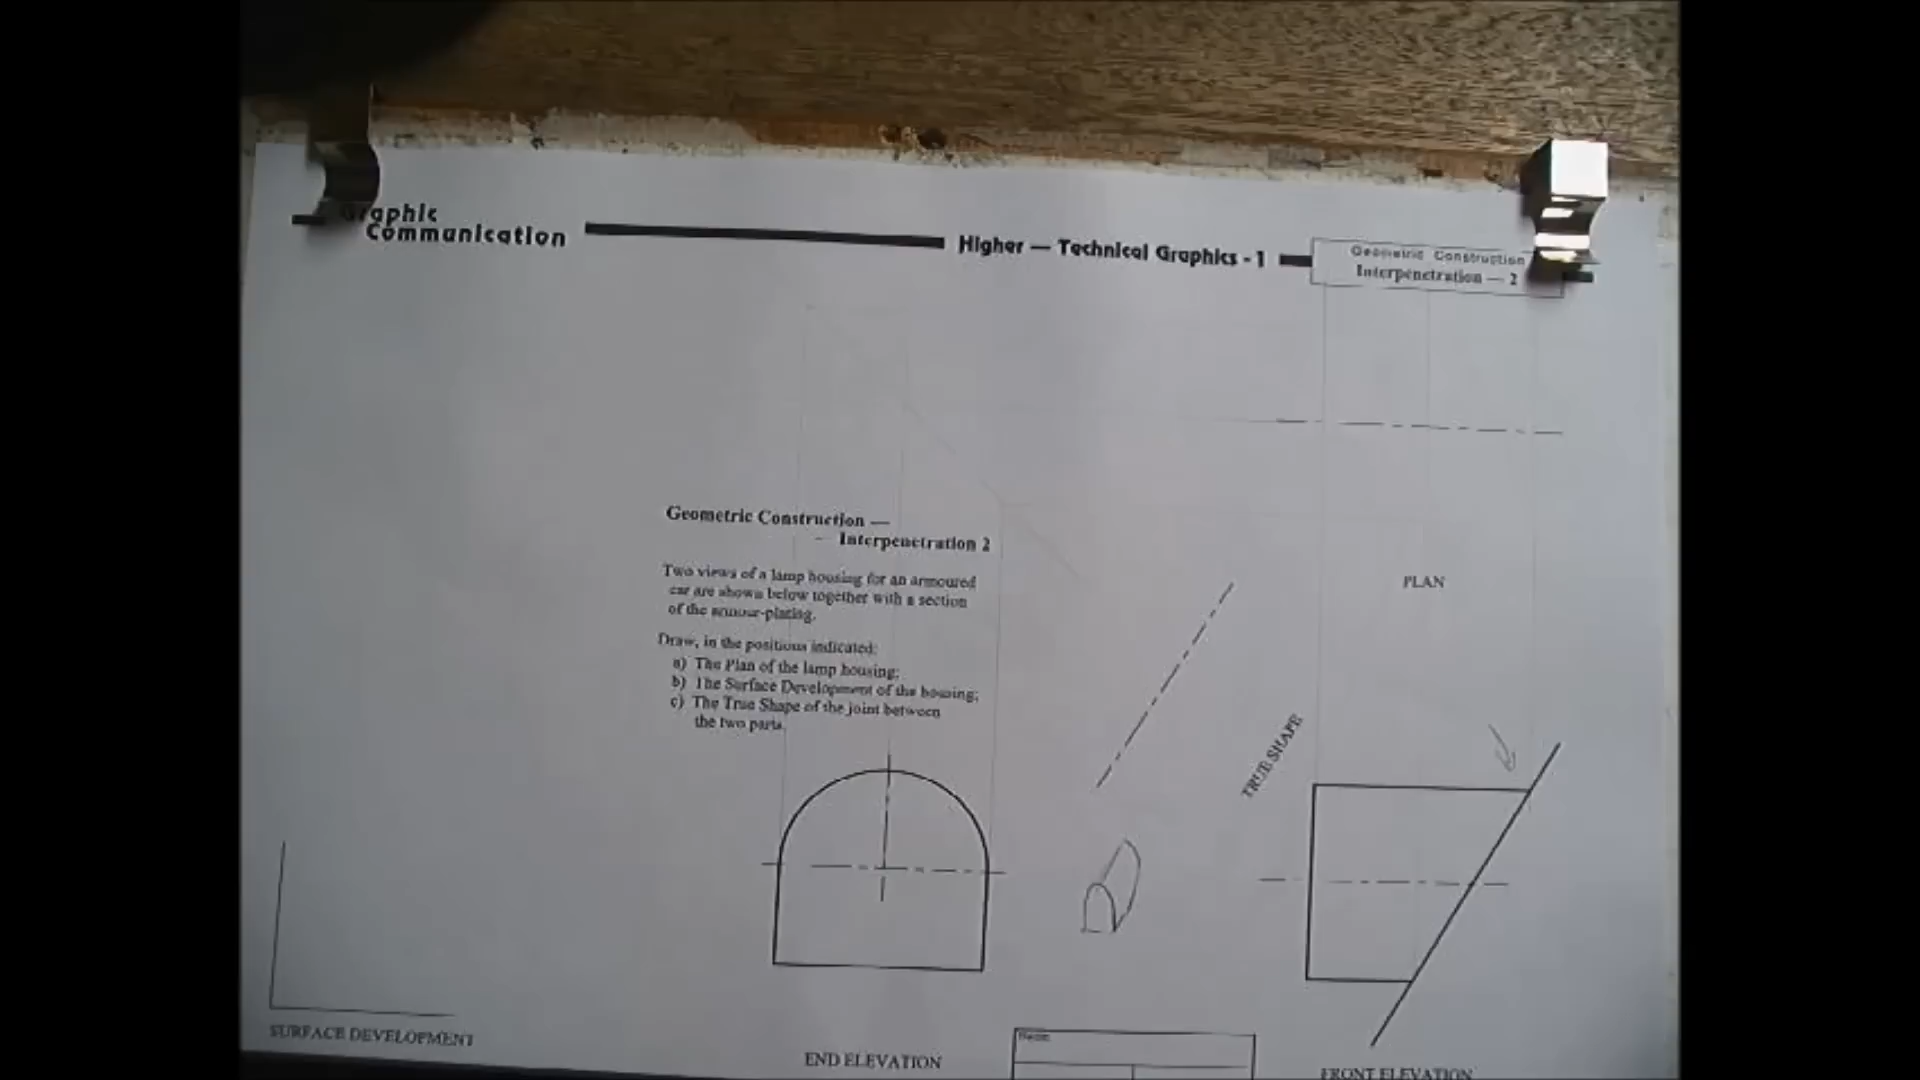 Graphic
Communication
Higher — Technical Graphics - 1
Geometric Construction
Interpenetration — 2
Geometric Construction —
Interpenetration 2
Two views of a lamp housing for an armoured
car are shown below together with a section
of the armour-plating.
Draw, in the positions indicated:
a) The Plan of the lamp housing;
b) The Surface Development of the housing;
c) The True Shape of the joint between
the two parts.
PLAN
TRUE SHAPE
SURFACE DEVELOPMENT
END ELEVATION
Name
FRONT ELEVATION